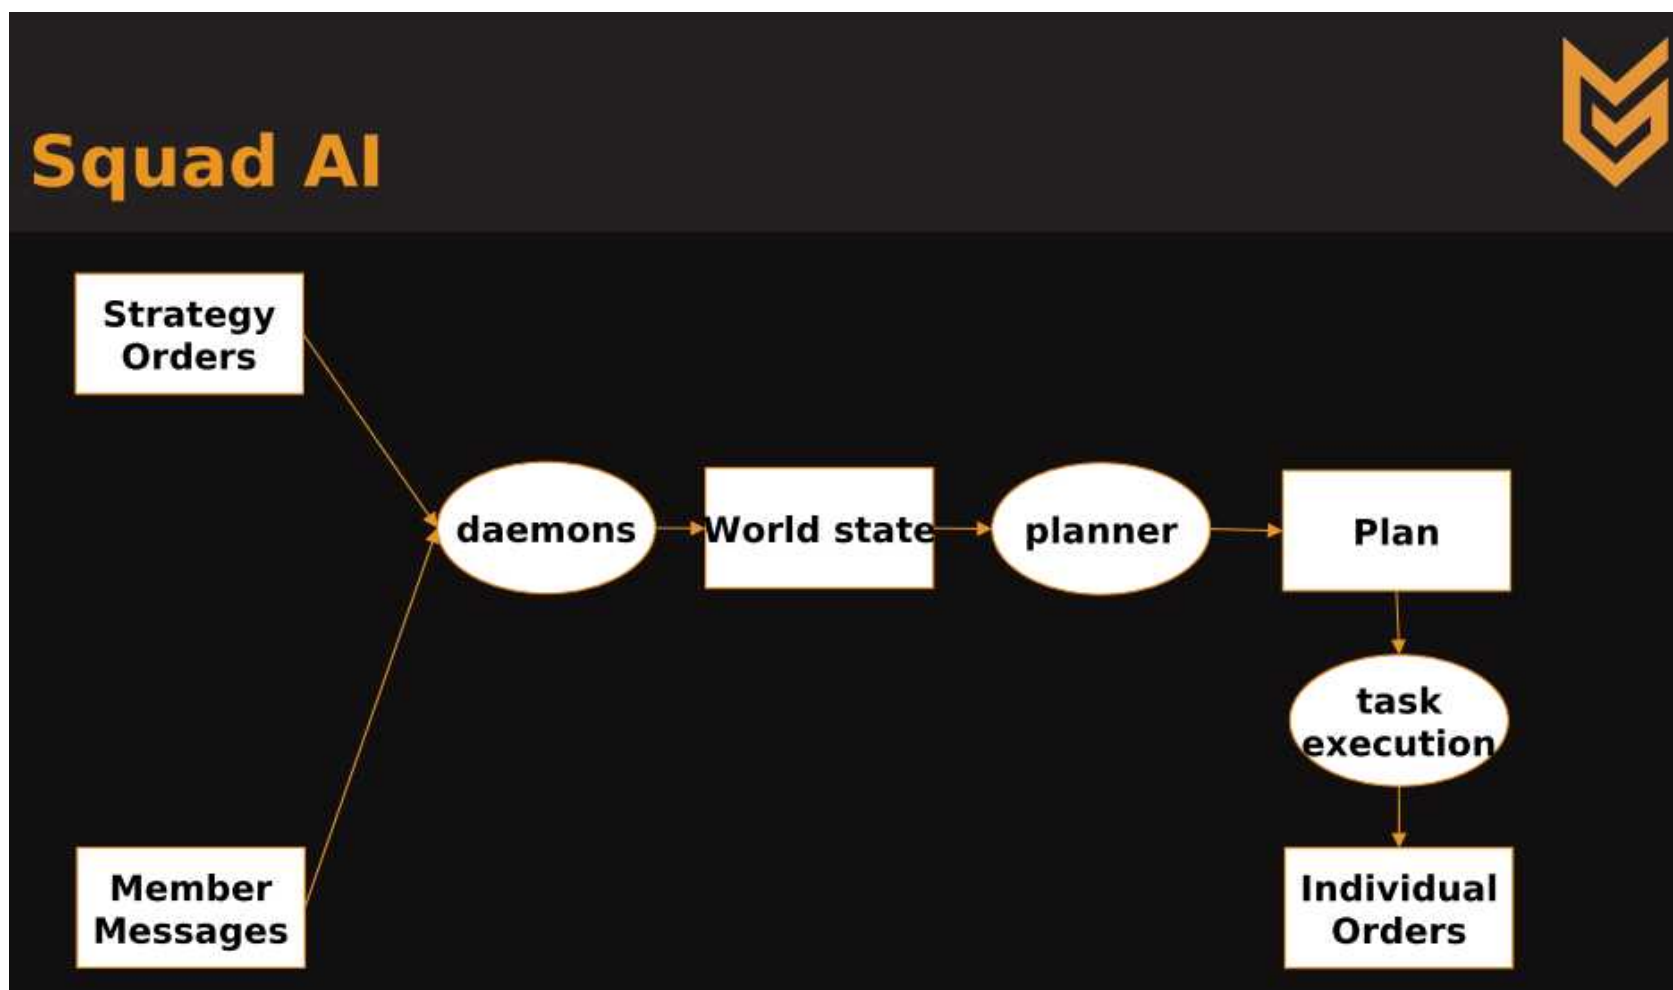 Squad AI
Strategy
Orders
daemons
World state
planner
Plan
task
execution
Member
Messages
Individual
Orders